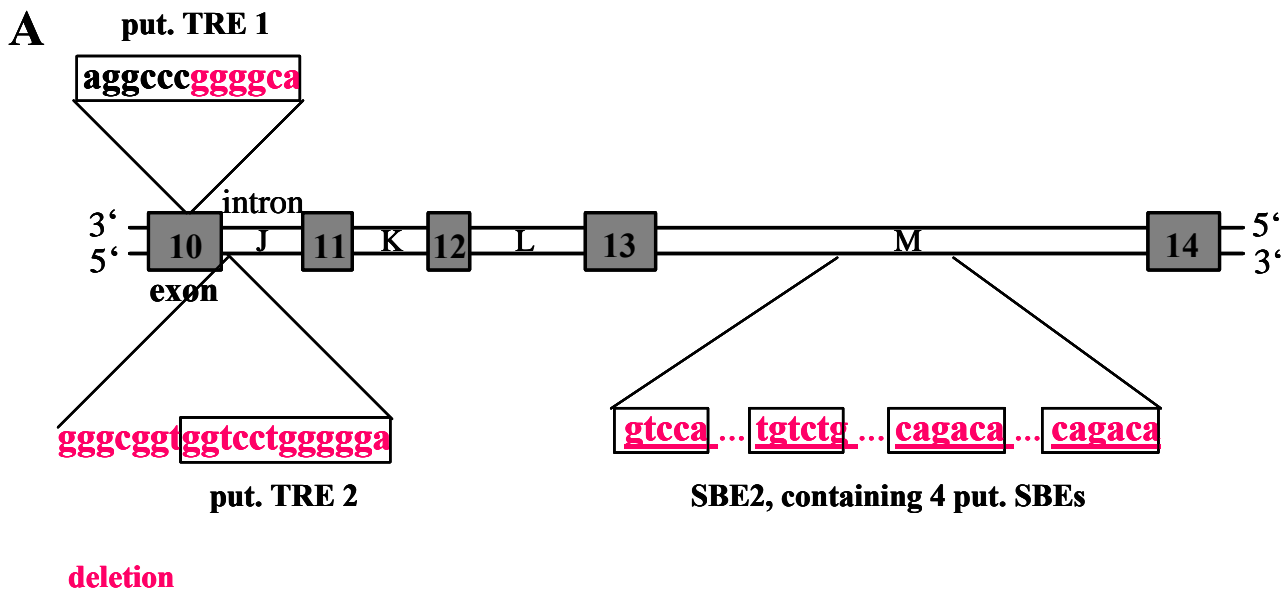 A
put. TRE 1
aggcccggggca
intron
3‘ 5‘
10 J 11 K 12 L 13 M 14
5‘ 3‘
exon
gggcggtggtcctggggga
gtcca ... tgtctg ... cagaca ... cagaca
put. TRE 2
SBE2, containing 4 put. SBEs
deletion